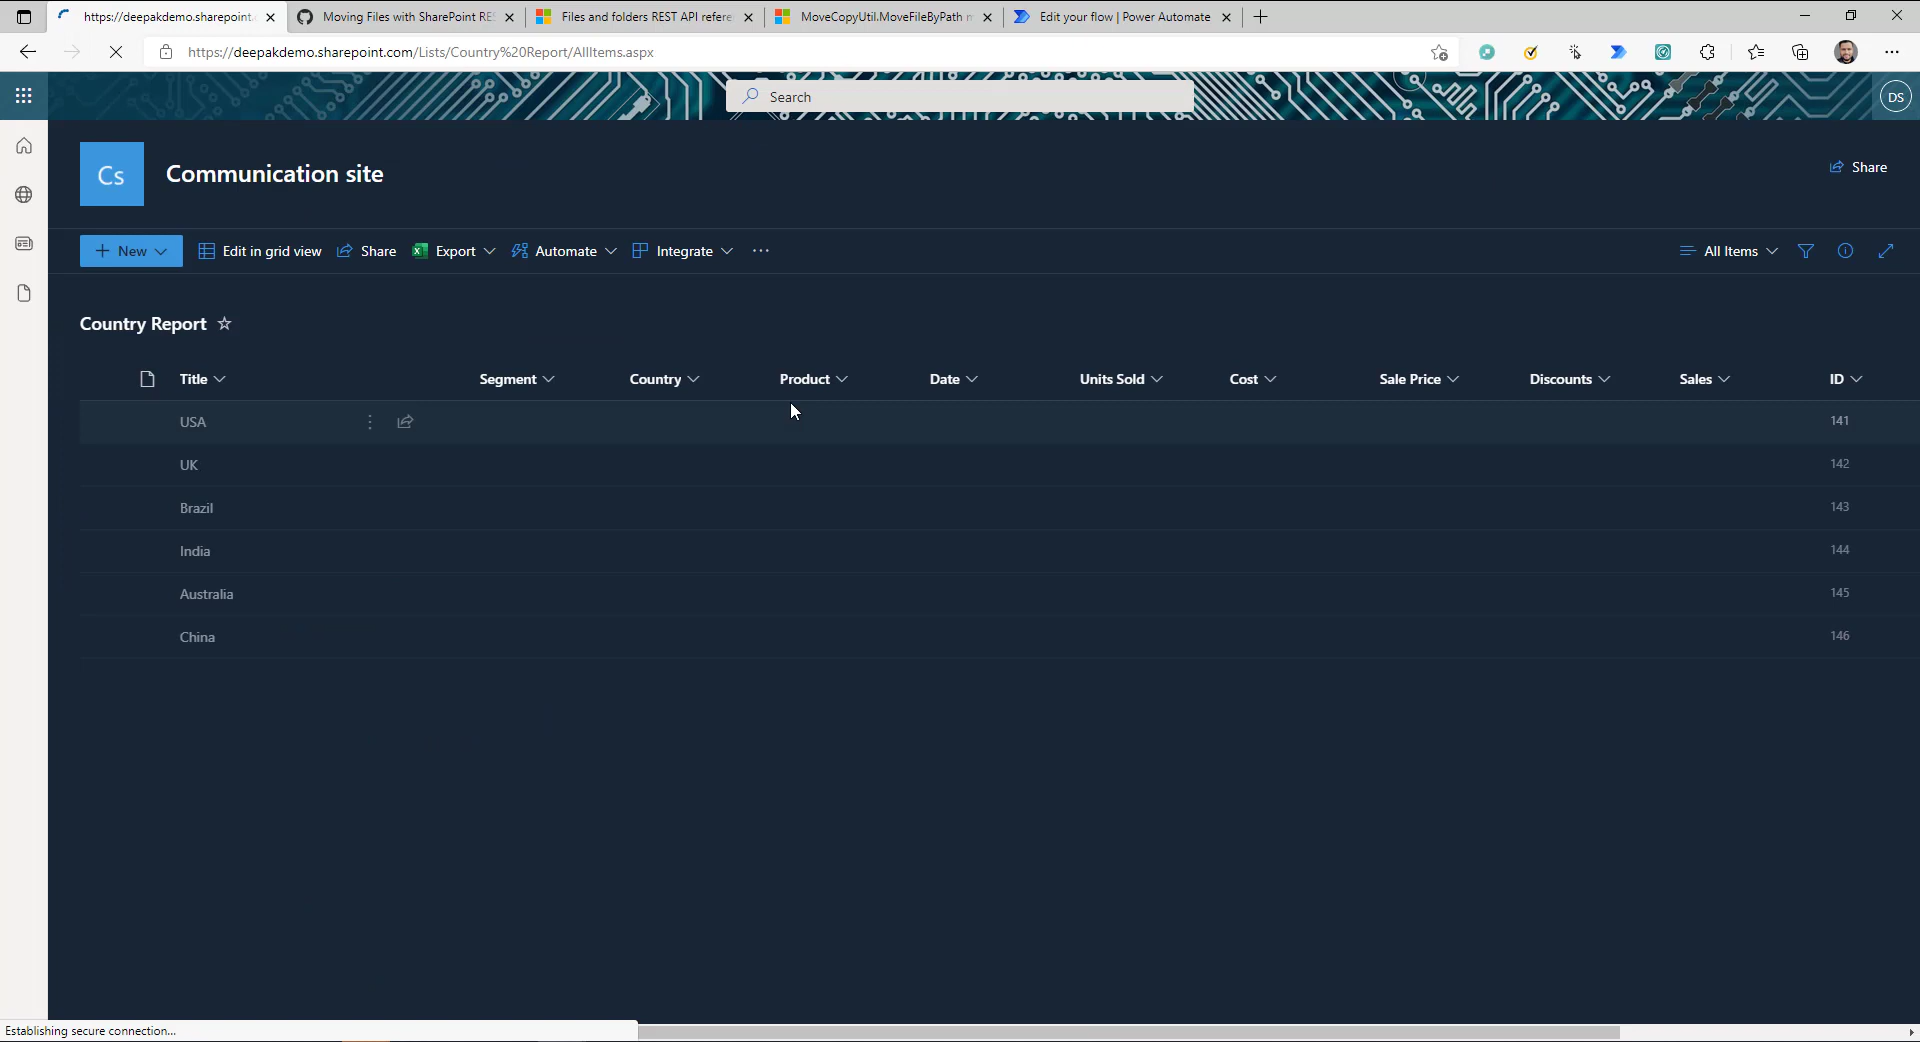 https://deepakdemo.sharepoint.
Moving Files with SharePoint RES
Files and folders REST API refere
MoveCopyUtil.MoveFileByPath m
Edit your flow | Power Automate
https://deepakdemo.sharepoint.com/Lists/Country%20Report/AllItems.aspx
Search
DS
Cs
Communication site
Share
New
Edit in grid view
Share
Export
Automate
Integrate
All Items
Country Report
Title Segment Country Product Date Units Sold Cost Sale Price Discounts Sales ID
USA 141
UK 142
Brazil 143
India 144
Australia 145
China 146
Establishing secure connection...